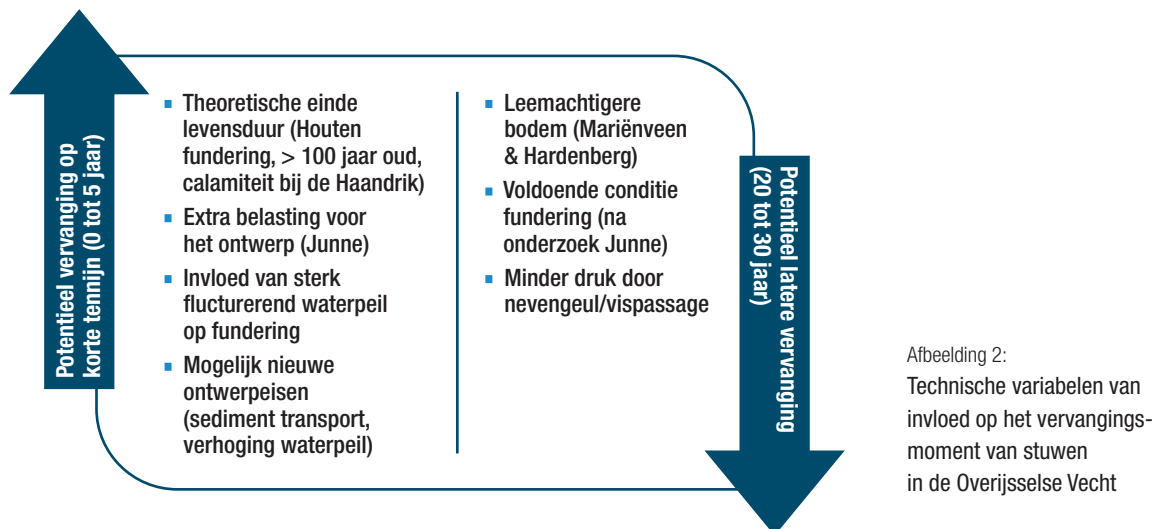 Potentieel vervanging op
korte tennijn (0 tot 5 jaar)
▪ Theoretische einde
levensduur (Houten
fundering, > 100 jaar oud,
calamiteit bij de Haandrik)
▪ Extra belasting voor
het ontwerp (Junne)
▪ Invloed van sterk
flucturerend waterpeil
op fundering
▪ Mogelijk nieuwe
ontwerpeisen
(sediment transport,
verhoging waterpeil)
▪ Leemachtigere
bodem (Mariënveen
& Hardenberg)
▪ Voldoende conditie
fundering (na
onderzoek Junne)
▪ Minder druk door
nevengeul/vispassage
Potentieel latere vervanging
(20 tot 30 jaar)
Afbeelding 2:
Technische variabelen van
invloed op het vervangings-
moment van stuwen
in de Overijsselse Vecht